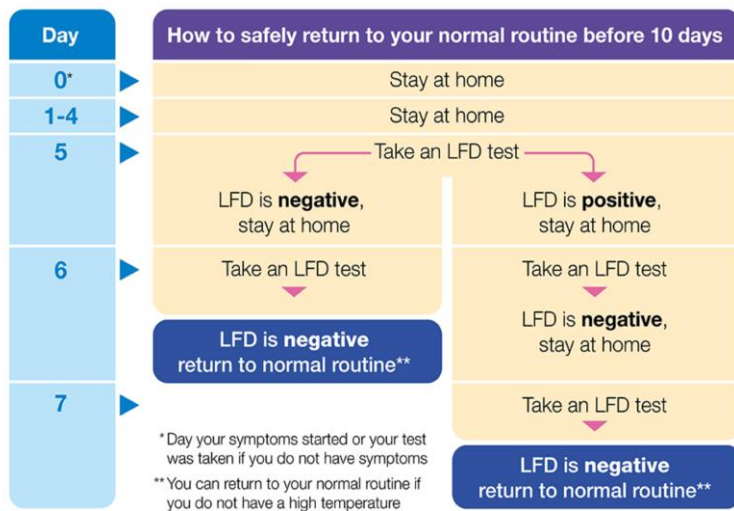 Day
How to safely return to your normal routine before 10 days
0*
Stay at home
1-4
Stay at home
5
Take an LFD test
LFD is negative,
stay at home
LFD is positive,
stay at home
6
Take an LFD test
LFD is negative
return to normal routine**
Take an LFD test
LFD is negative,
stay at home
7
Take an LFD test
LFD is negative
return to normal routine**
* Day your symptoms started or your test
was taken if you do not have symptoms
** You can return to your normal routine if
you do not have a high temperature